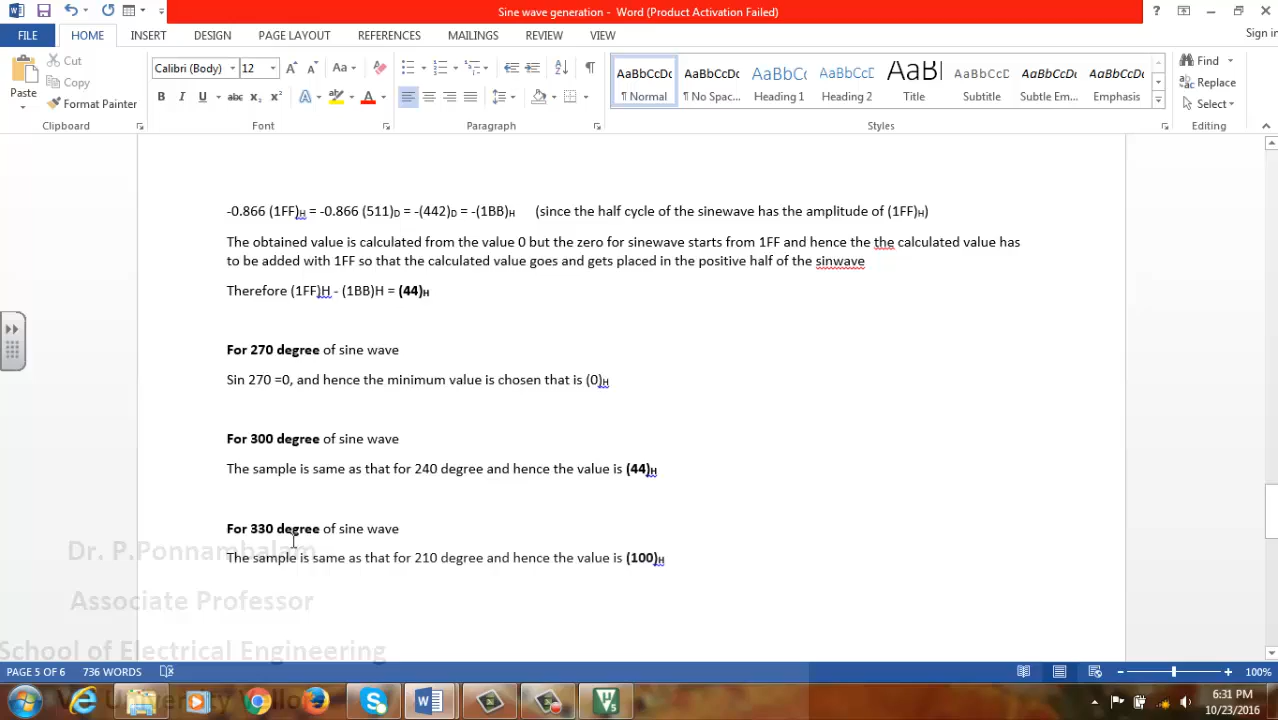 Sine wave generation - Word (Product Activation Failed)
FILE HOME INSERT DESIGN PAGE LAYOUT REFERENCES MAILINGS REVIEW VIEW Sign in
Paste Cut Copy Format Painter
Calibri (Body) 12
AaBbCcDc AaBbCcDc AaBbCc AaBbCcDc AaBl AaBbCcDc AaBbCcDc AaBbCcDc
¶ Normal ¶ No Spac... Heading 1 Heading 2 Title Subtitle Subtle Em... Emphasis
Find Replace Select
Clipboard Font Paragraph Styles Editing
-0.866 (1FF)H = -0.866 (511)D = -(442)D = -(1BB)H (since the half cycle of the sinewave has the amplitude of (1FF)H)
The obtained value is calculated from the value 0 but the zero for sinewave starts from 1FF and hence the the calculated value has
to be added with 1FF so that the calculated value goes and gets placed in the positive half of the sinwave
Therefore (1FF)H - (1BB)H = (44)H
For 270 degree of sine wave
Sin 270 =0, and hence the minimum value is chosen that is (0)H
For 300 degree of sine wave
The sample is same as that for 240 degree and hence the value is (44)H
For 330 degree of sine wave
Dr. P.Ponnambalam
The sample is same as that for 210 degree and hence the value is (100)H
Associate Professor
School of Electrical Engineering
PAGE 5 OF 6 736 WORDS 100%
University
6:31 PM
10/23/2016